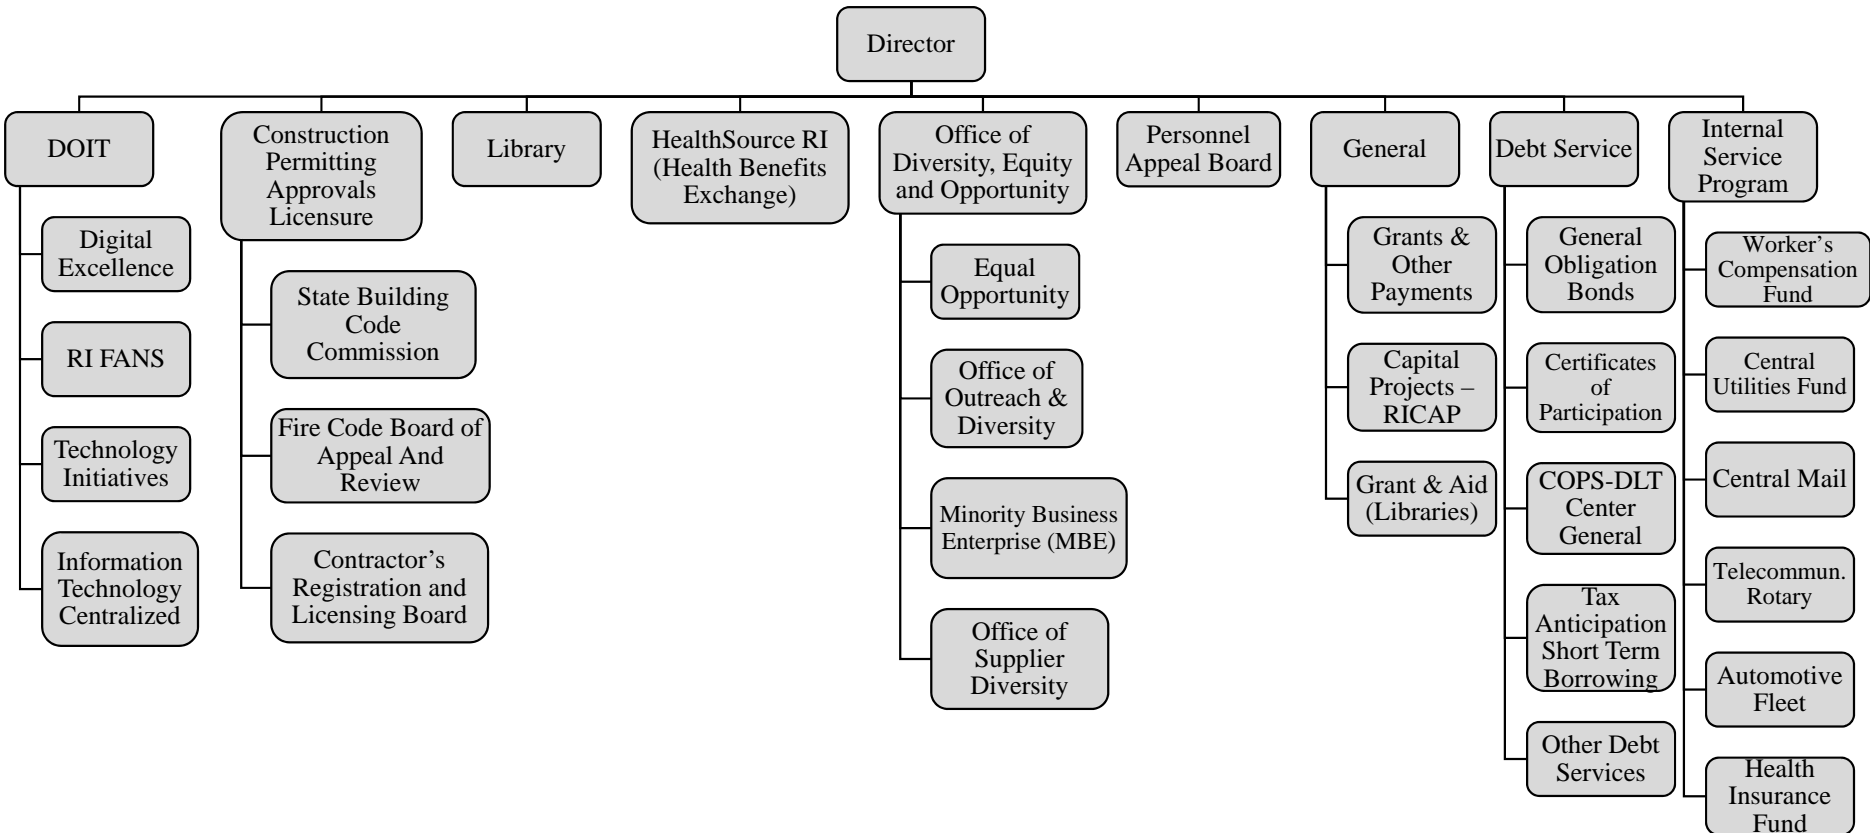 Director
DOIT
Digital
Excellence
RI FANS
Technology
Initiatives
Information
Technology
Centralized
Construction
Permitting
Approvals
Licensure
State Building
Code
Commission
Fire Code Board of
Appeal And
Review
Contractor’s
Registration and
Licensing Board
Library
HealthSource RI
(Health Benefits
Exchange)
Office of
Diversity, Equity
and Opportunity
Equal
Opportunity
Office of
Outreach &
Diversity
Minority Business
Enterprise (MBE)
Office of
Supplier
Diversity
Personnel
Appeal Board
General
Grants &
Other
Payments
Capital
Projects –
RICAP
Grant & Aid
(Libraries)
Debt Service
General
Obligation
Bonds
Certificates
of
Participation
COPS-DLT
Center
General
Tax
Anticipation
Short Term
Borrowing
Other Debt
Services
Internal
Service
Program
Worker’s
Compensation
Fund
Central
Utilities Fund
Central Mail
Telecommun.
Rotary
Automotive
Fleet
Health
Insurance
Fund